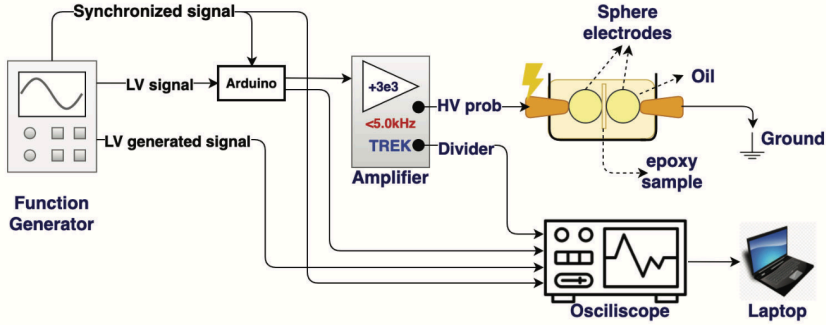 Synchronized signal
LV signal
Arduino
LV generated signal
Function
Generator
+3e3
<5.0kHz
TREK
Amplifier
HV prob
Divider
Sphere
electrodes
Oil
Ground
epoxy
sample
Osciliscope
Laptop